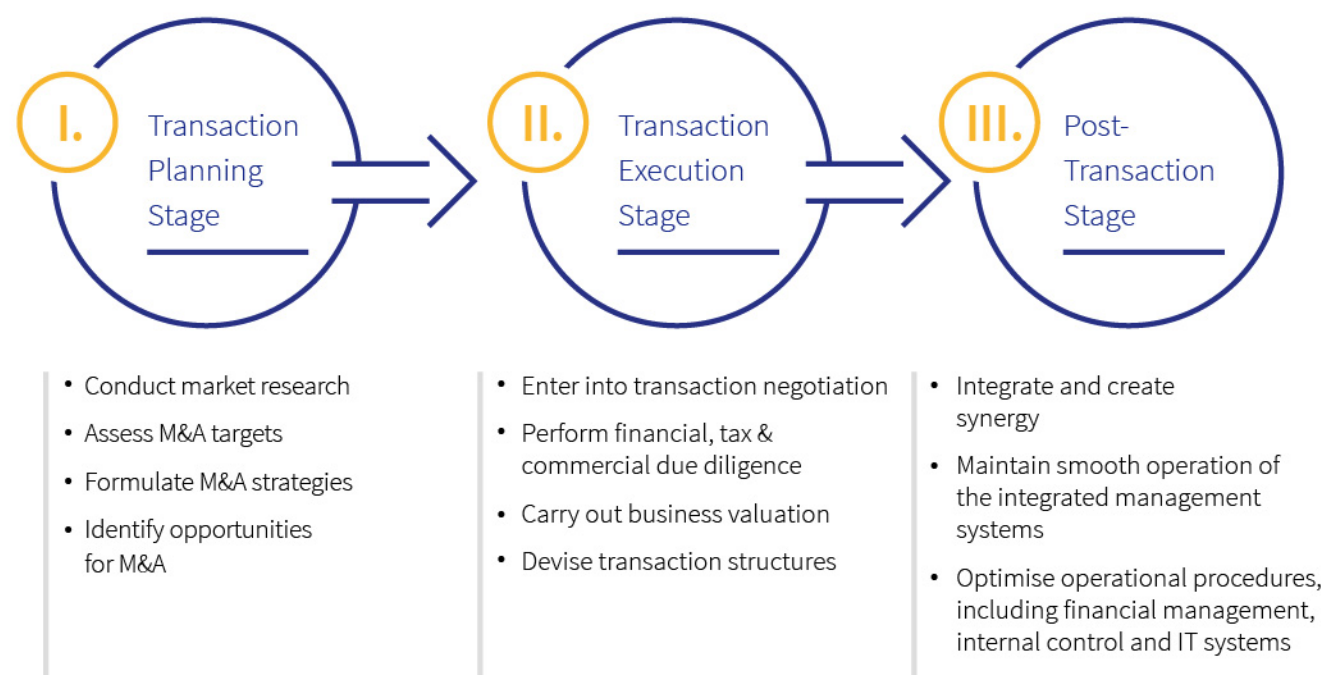 I.
Transaction
Planning
Stage
II.
Transaction
Execution
Stage
III.
Post-
Transaction
Stage
• Conduct market research
• Assess M&A targets
• Formulate M&A strategies
• Identify opportunities
for M&A
• Enter into transaction negotiation
• Perform financial, tax &
commercial due diligence
• Carry out business valuation
• Devise transaction structures
• Integrate and create
synergy
• Maintain smooth operation of
the integrated management
systems
• Optimise operational procedures,
including financial management,
internal control and IT systems